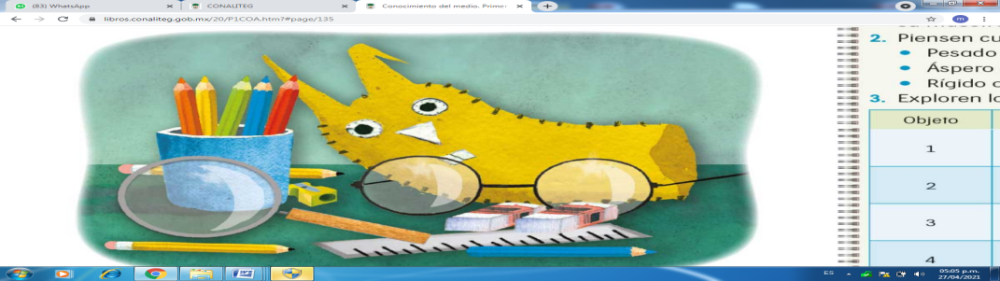 (83) WhatsApp
CONALITEG
Conocimiento del medio. Primer
libros.conaliteg.gob.mx/20/P1COA.htm?#page/135
m
2. Piensen cu
Pesado
Áspero
Rígido o
3. Exploren lo
Objeto
1
2
3
4
ES
05:05 p.m.
27/04/2021